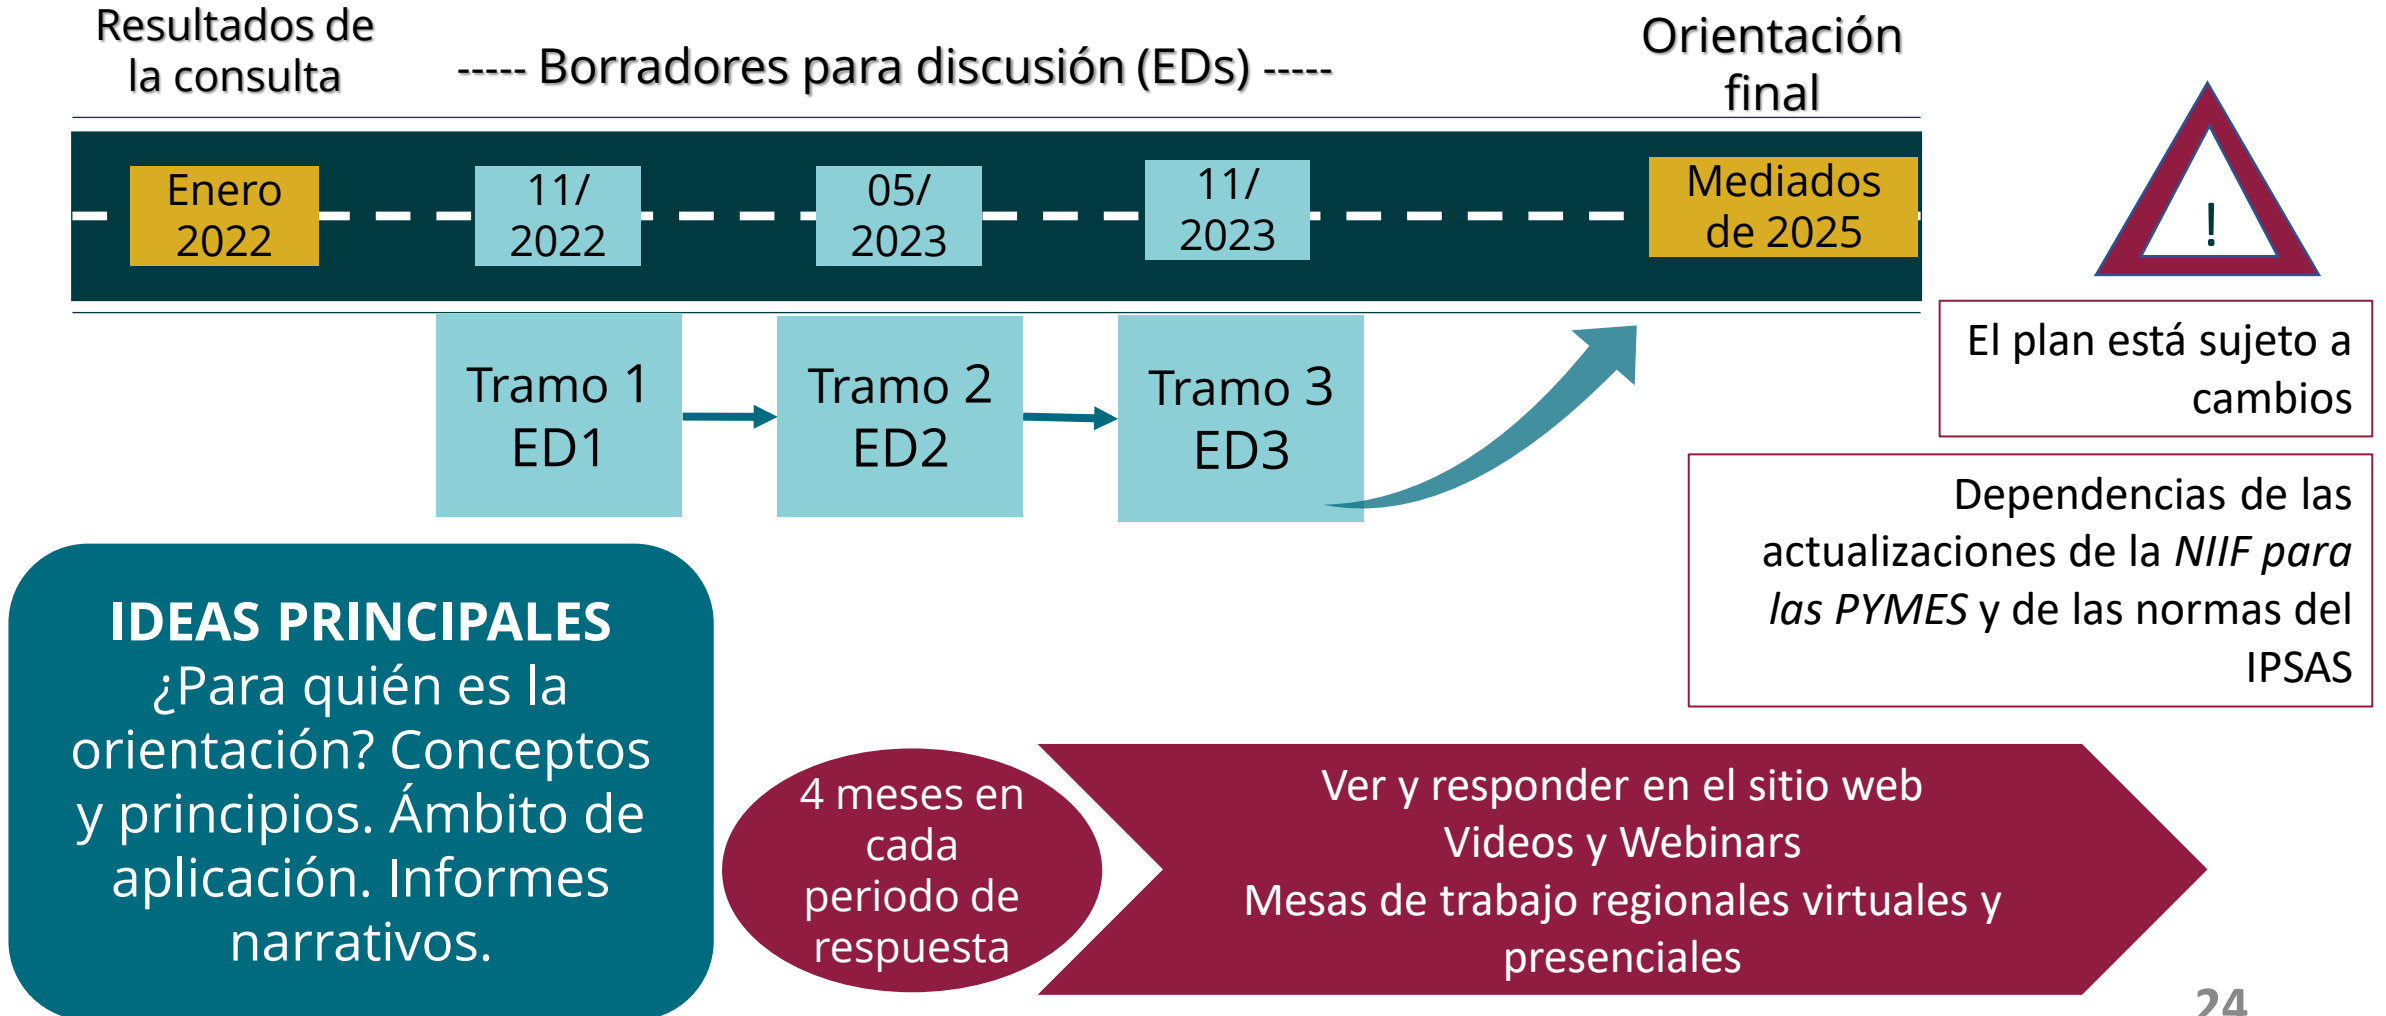 Resultados de
la consulta
----- Borradores para discusión (EDs) -----
Orientación
final
Enero
2022
11/
2022
05/
2023
11/
2023
Mediados
de 2025
!
Tramo 1
ED1
Tramo 2
ED2
Tramo 3
ED3
El plan está sujeto a
cambios
Dependencias de las
actualizaciones de la NIIF para
las PYMES y de las normas del
IPSAS
IDEAS PRINCIPALES
¿Para quién es la
orientación? Conceptos
y principios. Ámbito de
aplicación. Informes
narrativos.
4 meses en
cada
periodo de
respuesta
Ver y responder en el sitio web
Videos y Webinars
Mesas de trabajo regionales virtuales y
presenciales
24